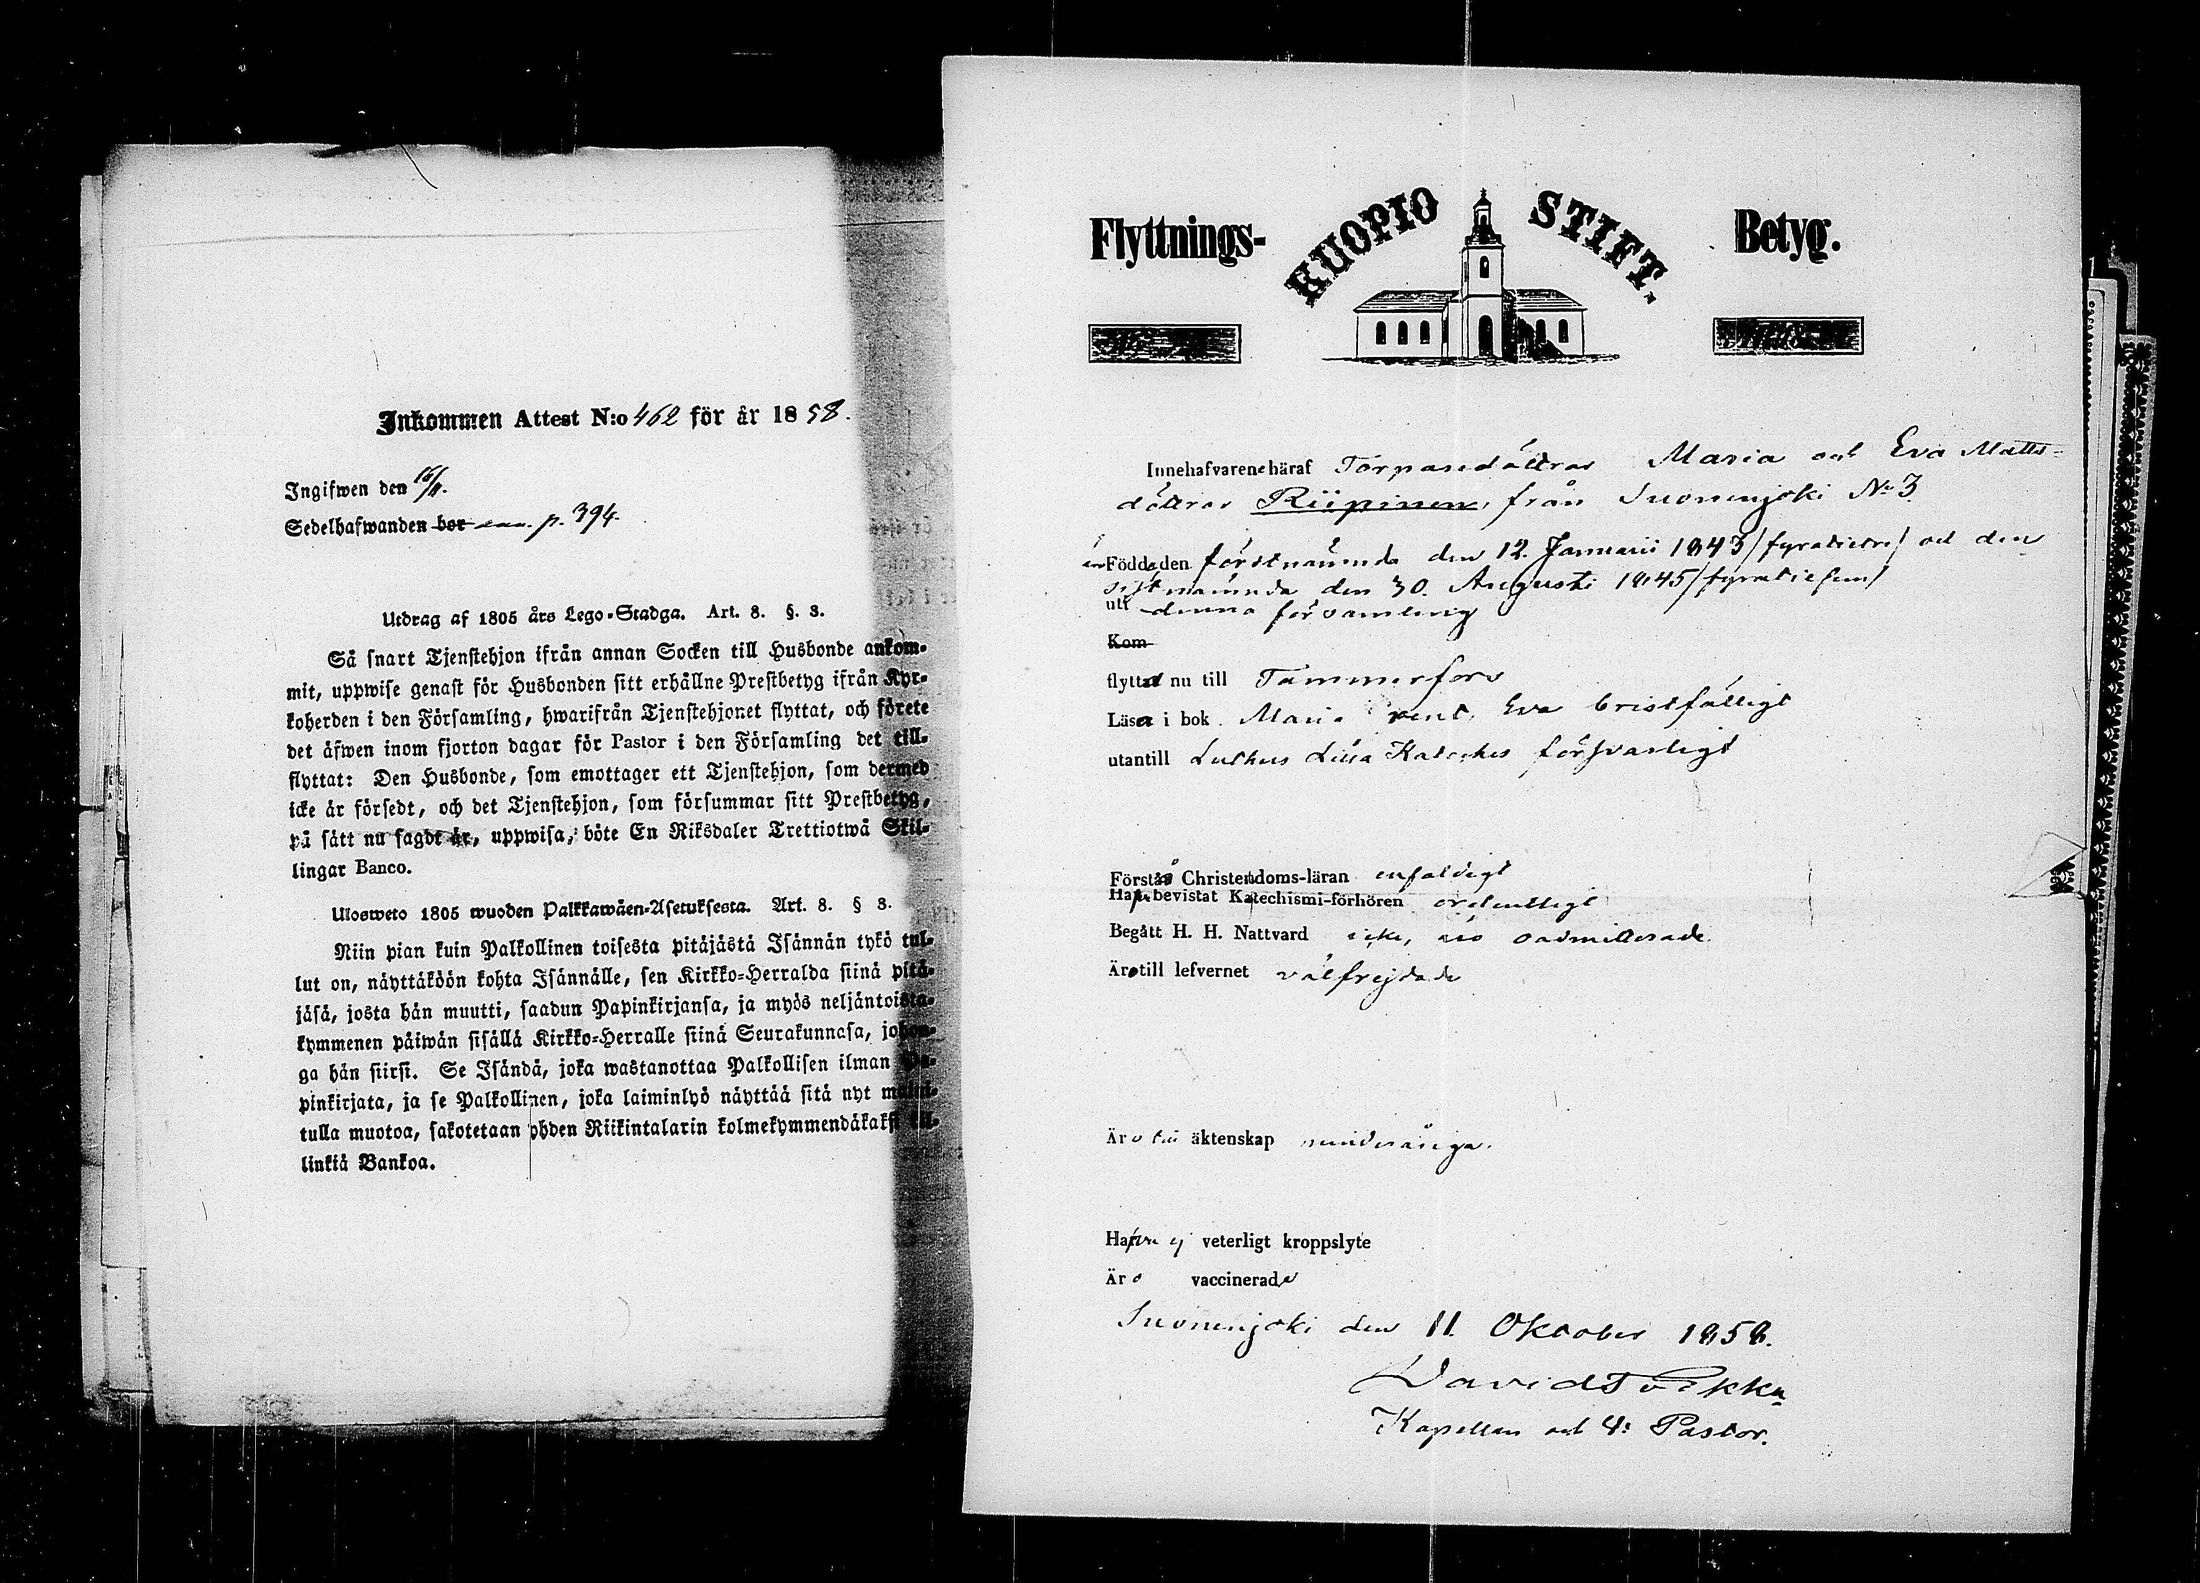 Inkommen Attest N:o 462 för år 1858.
Ingifwen den 16/11.
Sedelhafwanden bor p. 394.
Utdrag af 1805 års Lego-Stadga. Art. 8. §. 3.
Så snart Tjenstehjon ifrån annan Socken till Husbonde ankom-
mit, uppwise genast för Husbonden sitt erhållne Prestbetyg ifrån Kyr-
koherden i den Församling, hwarifrån Tjenstehjonet flyttat, och förete
det äfwen inom fjorton dagar för Pastor i den Församling det till-
flyttat: Den Husbonde, som emottager ett Tjenstehjon, som dermed
icke är försedt, och det Tjenstehjon, som försummar sitt Prestbetyg,
på sätt nu sagdt är, uppwisa, böte En Riksdaler Trettiotwå Skil-
lingar Banco.
Ulosweto 1805 wuoden Palkkawäen-Asetuksesta. Art. 8. § 3.
Niin pian kuin Palkollinen toisesta pitäjästä Isännän tykö tul-
lut on, näyttäköön kohta Isännälle, sen Kirkko-Herralda siinä pitä-
jäsä, josta hän muutti, saadun Papinkirjansa, ja myös neljäntoista-
kymmenen päiwän sisällä Kirkko-Herralle siinä Seurakunnasa, johon-
ga hän siirsi. Se Isändä, joka wastanottaa Palkollisen ilman Pa-
pinkirjata, ja se Palkollinen, joka laiminlyö näyttää sitä nyt maini-
tulla muotoa, sakotetaan yhden Riikintalarin kolmekymmendäkaksi kil-
linkiä Bankoa.
Flyttnings- KUOPIO STIFT. Betyg.
Innehafvarene häraf Torparedöttrar Maria och Eva Matts-
döttrar Riipinen, från Suonenjoki No 3
är Födda den förstnämnda den 12. Januarii 1843 /fyratietre/ och den
sistnämnda den 30. Augusti 1845 /fyratiefem/
uti denna församling
Kom
flytta nu till Tammerfors
Läsa i bok Maria rent, Eva bristfälligt
utantill Luthers Lilla Kateches försvarligt
Förstå Christendoms-läran enfaldigt
Hafva bevistat Katechismi-förhören ordentligt
Begått H. H. Nattvard icke, äro oadmitterade
Äro till lefvernet välfrejdade
Äro till äktenskap minderåriga.
Hafva ej veterligt kroppslyte
Äro vaccinerade
Suonenjoki den 11. Oktober 1858.
David
Kapellan och V: Pastor.